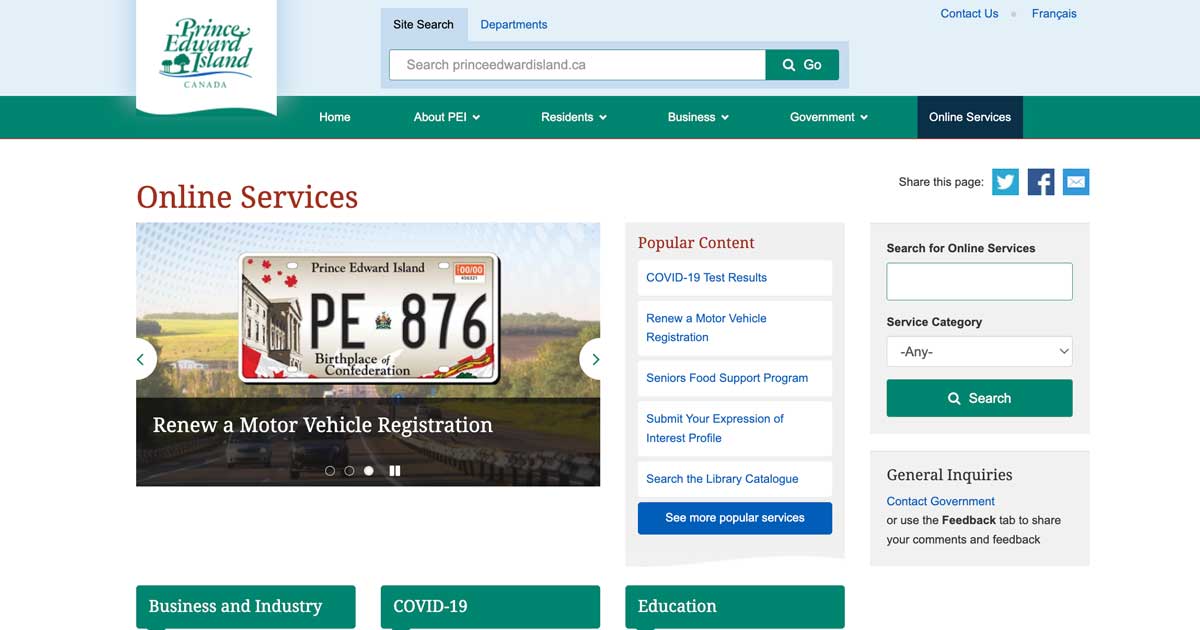 Prince
Edward
Island
CANADA
Site Search
Departments
Contact Us
Français
Search princeedwardisland.ca
Go
Home
About PEI
Residents
Business
Government
Online Services
Online Services
Share this page:
Prince Edward Island
00/00
PE 876
Birthplace of
Confederation
Renew a Motor Vehicle Registration
Popular Content
COVID-19 Test Results
Renew a Motor Vehicle
Registration
Seniors Food Support Program
Submit Your Expression of
Interest Profile
Search the Library Catalogue
See more popular services
Search for Online Services
Service Category
-Any-
Search
General Inquiries
Contact Government
or use the Feedback tab to share
your comments and feedback
Business and Industry
COVID-19
Education